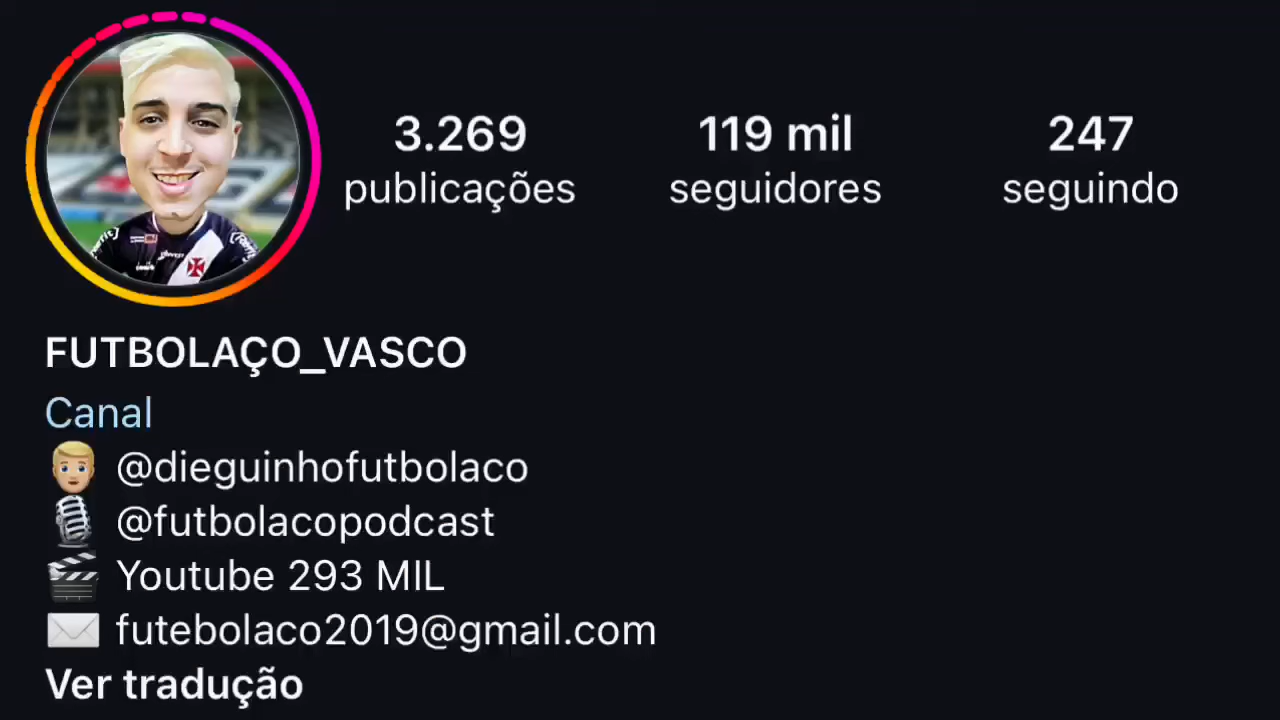 3.269
publicações
119 mil
seguidores
247
seguindo
FUTBOLAÇO_VASCO
Canal
@dieguinhofutbolaco
@futbolacopodcast
Youtube 293 MIL
futebolaco2019@gmail.com
Ver tradução